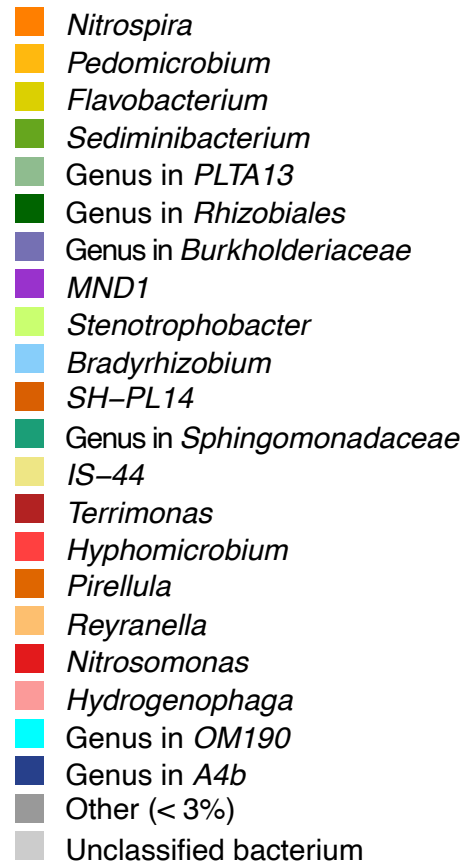 Nitrospira
Pedomicrobium
Flavobacterium
Sediminibacterium
Genus in PLTA13
Genus in Rhizobiales
Genus in Burkholderiaceae
MND1
Stenotrophobacter
Bradyrhizobium
SH−PL14
Genus in Sphingomonadaceae
IS−44
Terrimonas
Hyphomicrobium
Pirellula
Reyranella
Nitrosomonas
Hydrogenophaga
Genus in OM190
Genus in A4b
Other (< 3%)
Unclassified bacterium